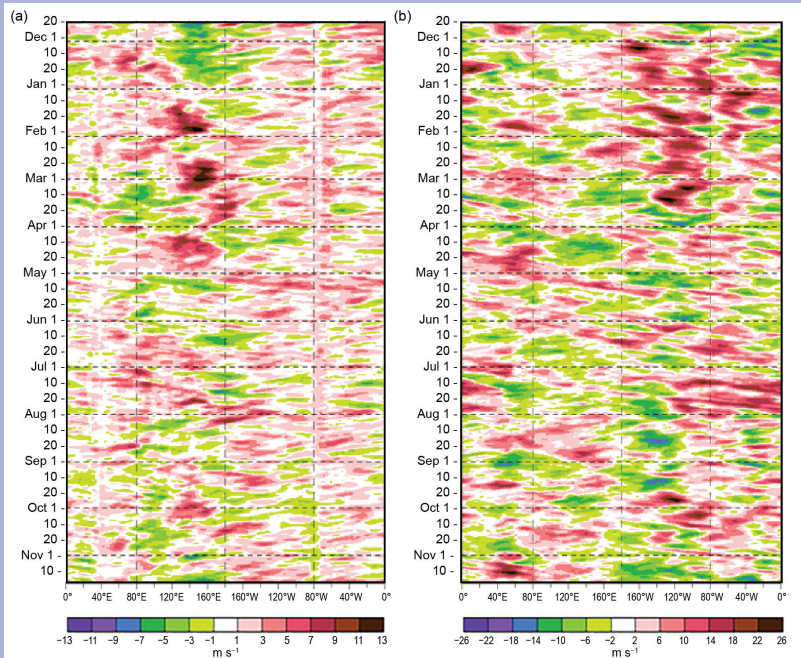 (a)
20
Dec 1
10
20
Jan 1
10
20
Feb 1
10
20
Mar 1
10
20
Apr 1
10
20
May 1
10
20
Jun 1
10
20
Jul 1
10
20
Aug 1
10
20
Sep 1
10
20
Oct 1
10
20
Nov 1
10
0° 40°E 80°E 120°E 160°E 160°W 120°W 80°W 40°W 0°
−13 −11 −9 −7 −5 −3 −1 1 3 5 7 9 11 13
m s⁻¹
(b)
20
Dec 1
10
20
Jan 1
10
20
Feb 1
10
20
Mar 1
10
20
Apr 1
10
20
May 1
10
20
Jun 1
10
20
Jul 1
10
20
Aug 1
10
20
Sep 1
10
20
Oct 1
10
20
Nov 1
10
0° 40°E 80°E 120°E 160°E 160°W 120°W 80°W 40°W 0°
−26 −22 −18 −14 −10 −6 −2 2 6 10 14 18 22 26
m s⁻¹